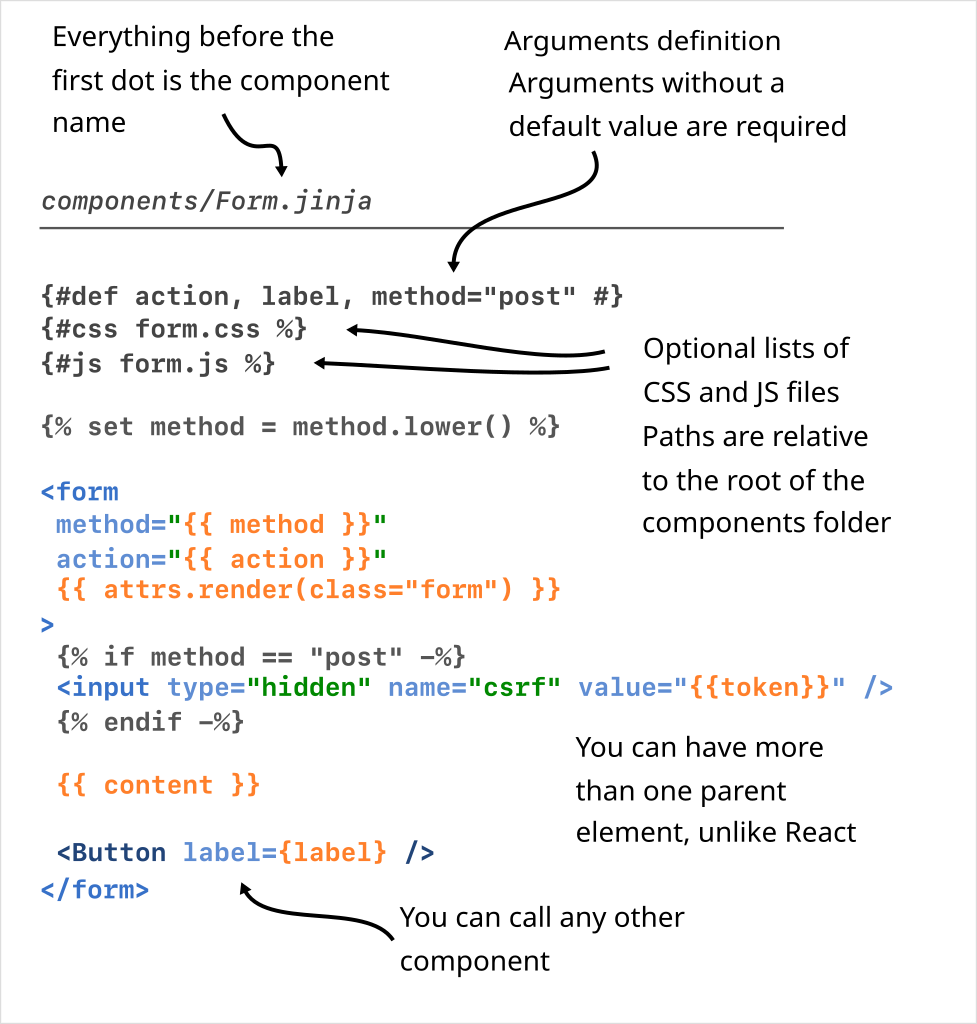 Everything before the
first dot is the component
name
Arguments definition
Arguments without a
default value are required
components/Form.jinja
{#def action, label, method="post" #}
{#css form.css %}
{#js form.js %}
Optional lists of
CSS and JS files
Paths are relative
to the root of the
components folder
{% set method = method.lower() %}
<form
method="{{ method }}"
action="{{ action }}"
{{ attrs.render(class="form") }}
>
{% if method == "post" -%}
<input type="hidden" name="csrf" value="{{token}}" />
{% endif -%}
You can have more
than one parent
element, unlike React
{{ content }}
<Button label={label} />
</form>
You can call any other
component